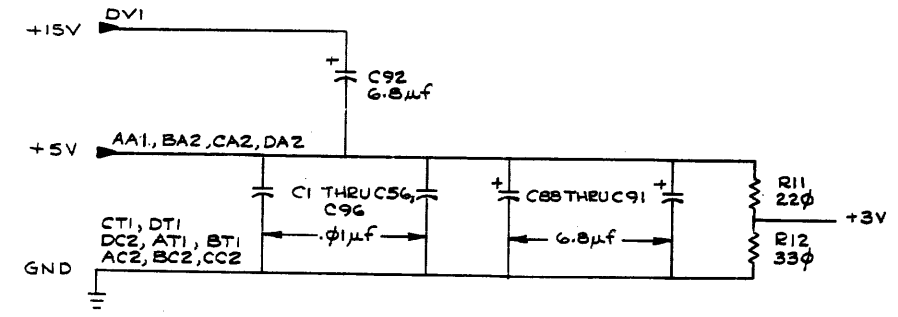 DV1
+15V
+
C92
6.8µf
AA1., BA2, CA2, DA2
+5V
C1 THRU C56,
C96
.Ø1µf
+
C88 THRU C91
+
6.8µf
R11
22Ø
+3V
R12
33Ø
CT1, DT1
DC2, AT1, BT1
AC2, BC2, CC2
GND